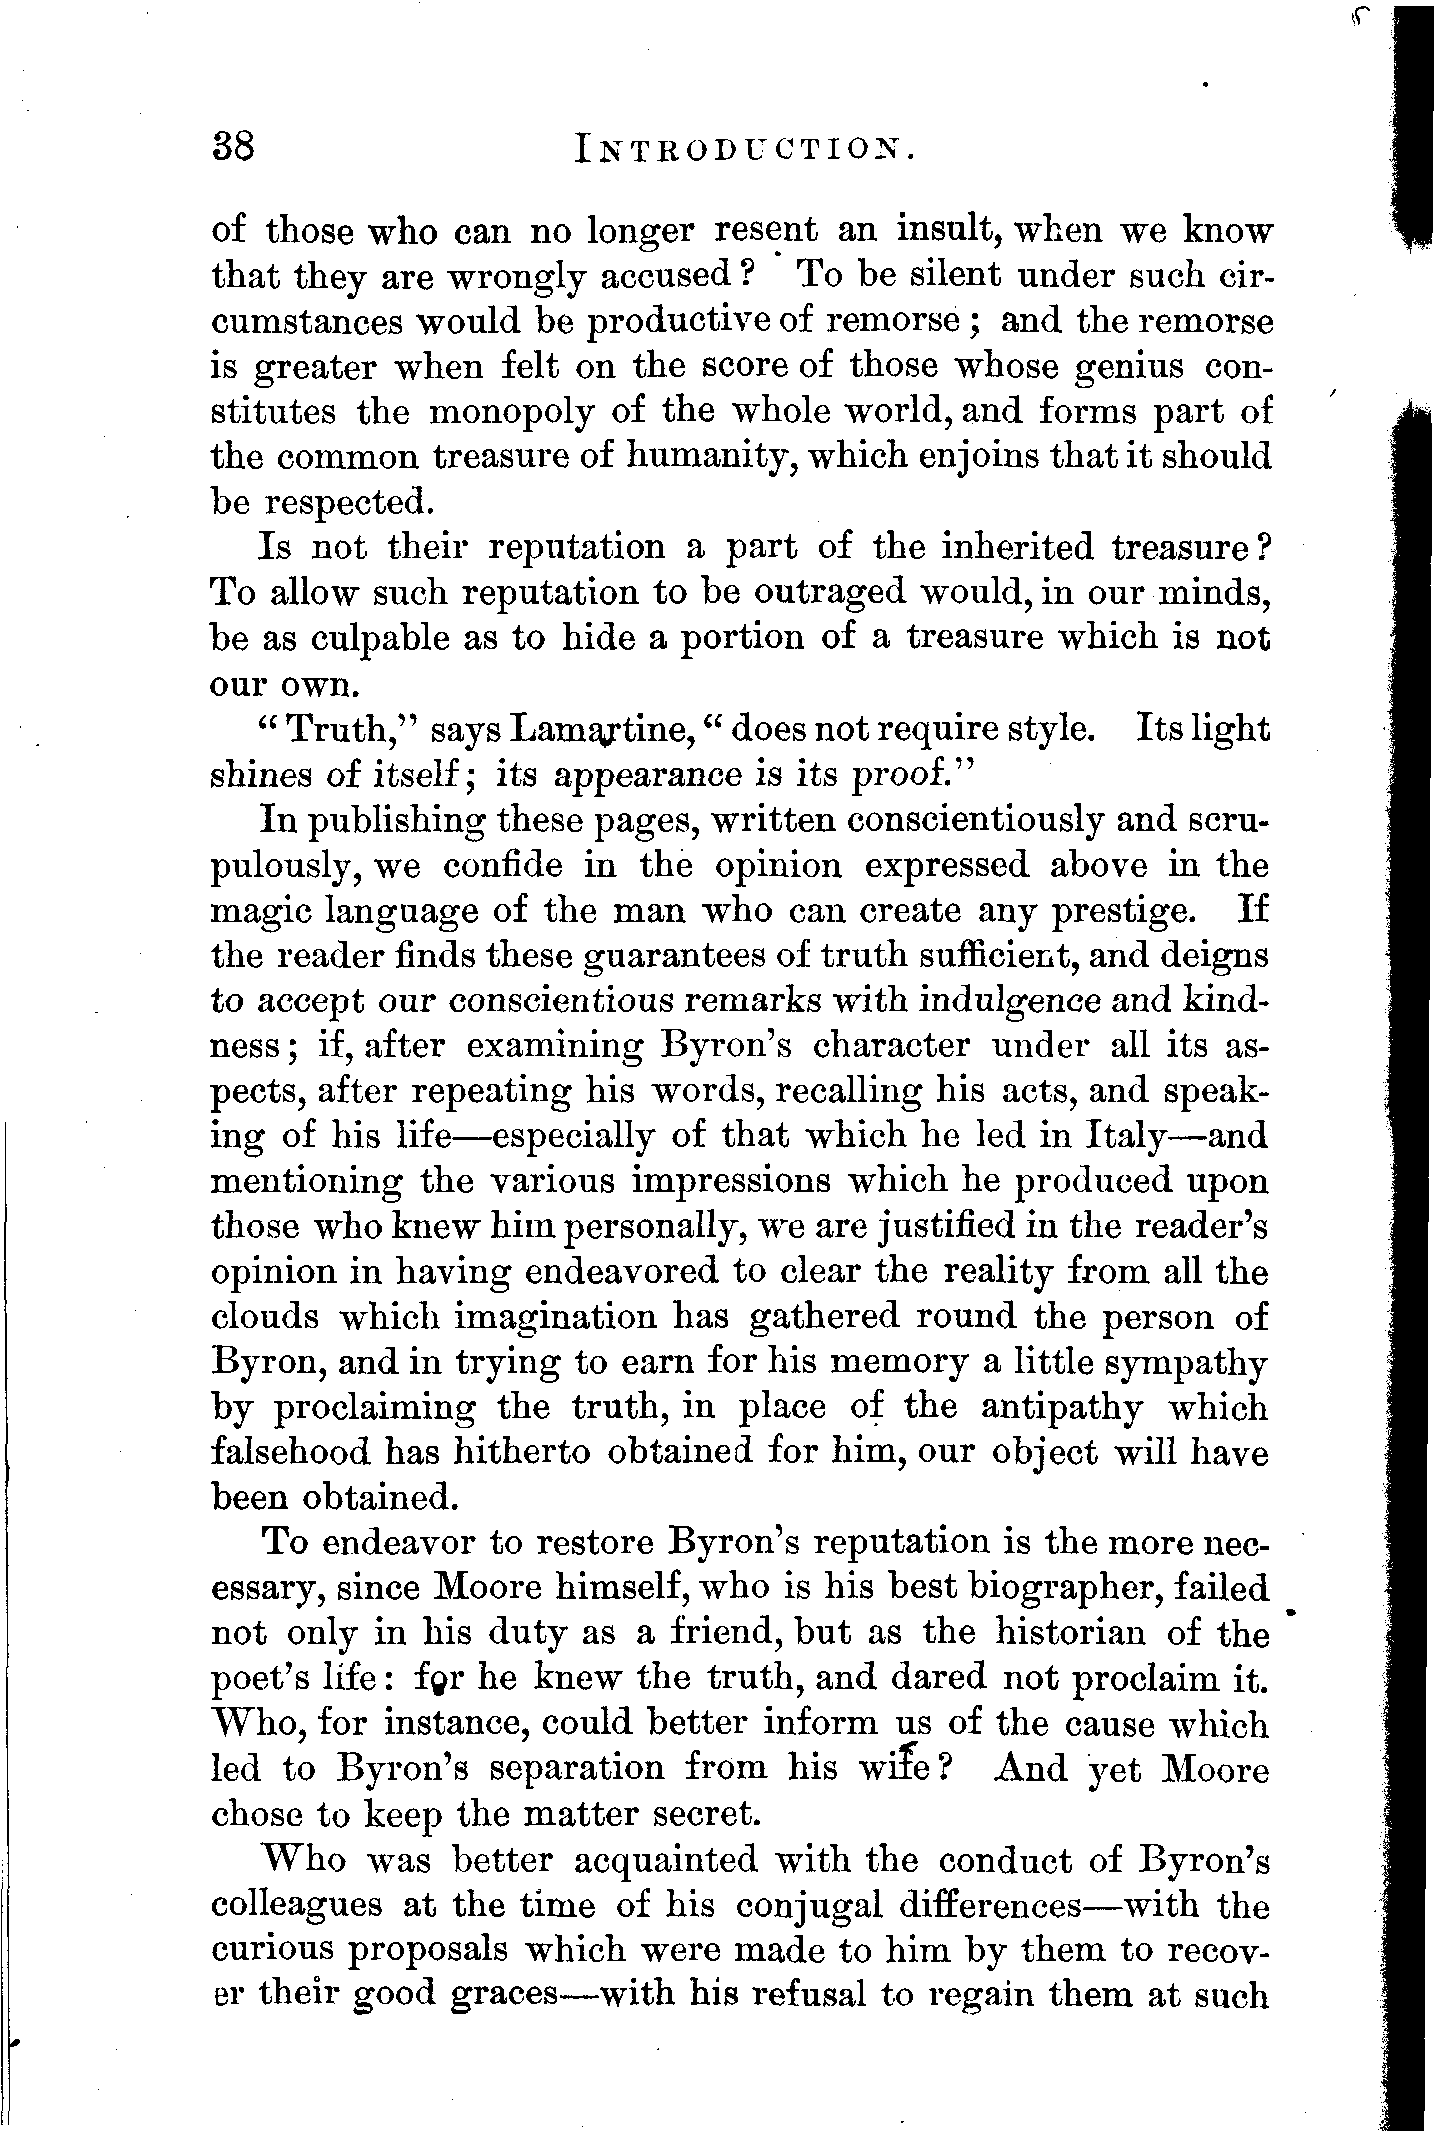 38 INTRODUCTION.
of those who can no longer resent an insult, when we know
that they are wrongly accused? To be silent under such cir-
cumstances would be productive of remorse; and the remorse
is greater when felt on the score of those whose genius con-
stitutes the monopoly of the whole world, and forms part of
the common treasure of humanity, which enjoins that it should
be respected.
Is not their reputation a part of the inherited treasure?
To allow such reputation to be outraged would, in our minds,
be as culpable as to hide a portion of a treasure which is not
our own.
“Truth,” says Lamartine, “does not require style. Its light
shines of itself; its appearance is its proof.”
In publishing these pages, written conscientiously and scru-
pulously, we confide in the opinion expressed above in the
magic language of the man who can create any prestige. If
the reader finds these guarantees of truth sufficient, and deigns
to accept our conscientious remarks with indulgence and kind-
ness; if, after examining Byron's character under all its as-
pects, after repeating his words, recalling his acts, and speak-
ing of his life—especially of that which he led in Italy—and
mentioning the various impressions which he produced upon
those who knew him personally, we are justified in the reader's
opinion in having endeavored to clear the reality from all the
clouds which imagination has gathered round the person of
Byron, and in trying to earn for his memory a little sympathy
by proclaiming the truth, in place of the antipathy which
falsehood has hitherto obtained for him, our object will have
been obtained.
To endeavor to restore Byron's reputation is the more nec-
essary, since Moore himself, who is his best biographer, failed
not only in his duty as a friend, but as the historian of the
poet's life: for he knew the truth, and dared not proclaim it.
Who, for instance, could better inform us of the cause which
led to Byron's separation from his wife? And yet Moore
chose to keep the matter secret.
Who was better acquainted with the conduct of Byron's
colleagues at the time of his conjugal differences—with the
curious proposals which were made to him by them to recov-
er their good graces—with his refusal to regain them at such